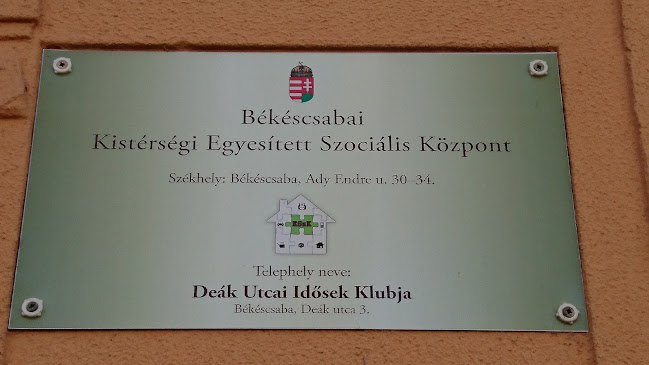 Békéscsabai
Kistérségi Egyesített Szociális Központ
Székhely: Békéscsaba, Ady Endre u. 30–34.
Telephely neve:
Deák Utcai Idősek Klubja
Békéscsaba, Deák utca 3.